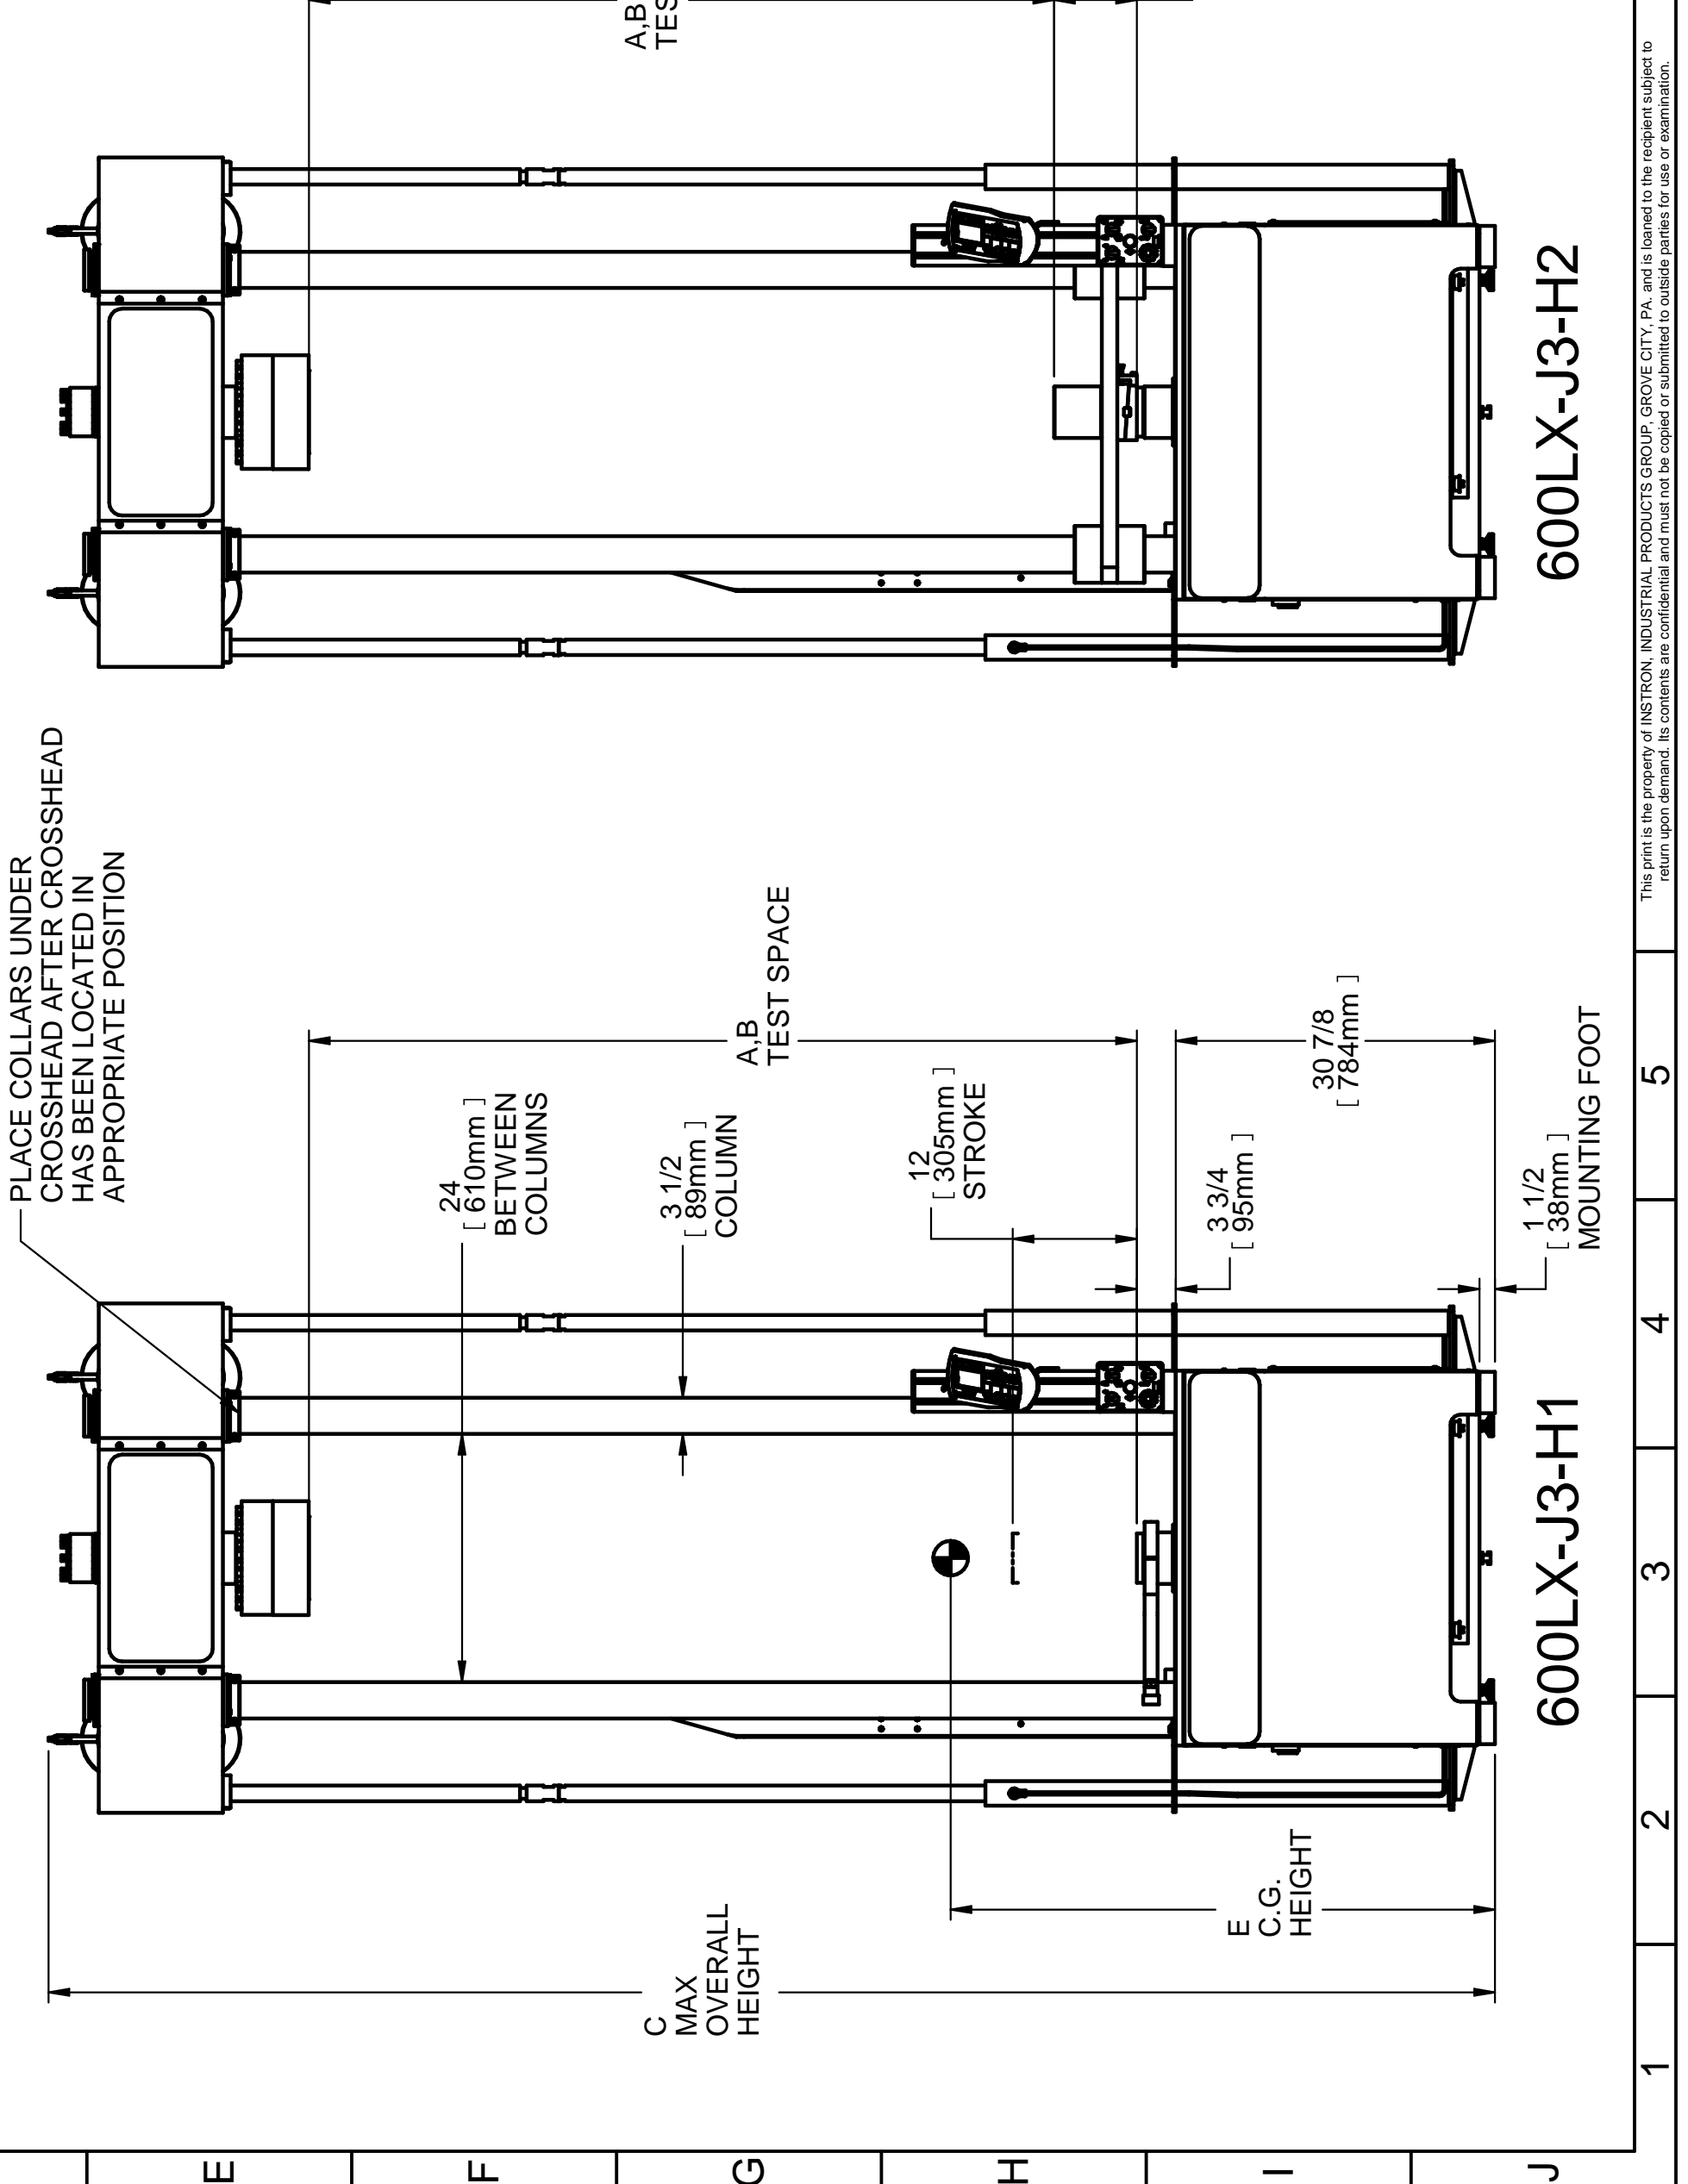 PLACE COLLARS UNDER
CROSSHEAD AFTER CROSSHEAD
HAS BEEN LOCATED IN
APPROPRIATE POSITION
C
MAX
OVERALL
HEIGHT
24
[ 610mm ]
BETWEEN
COLUMNS
3 1/2
[ 89mm ]
COLUMN
A,B
TEST SPACE
12
[ 305mm ]
STROKE
3 3/4
[ 95mm ]
30 7/8
[ 784mm ]
1 1/2
[ 38mm ]
MOUNTING FOOT
E
C.G.
HEIGHT
600LX-J3-H1
A,B
TES
600LX-J3-H2
E
F
G
H
I
J
1
2
3
4
5
This print is the property of INSTRON, INDUSTRIAL PRODUCTS GROUP, GROVE CITY, PA. and is loaned to the recipient subject to
return upon demand. Its contents are confidential and must not be copied or submitted to outside parties for use or examination.